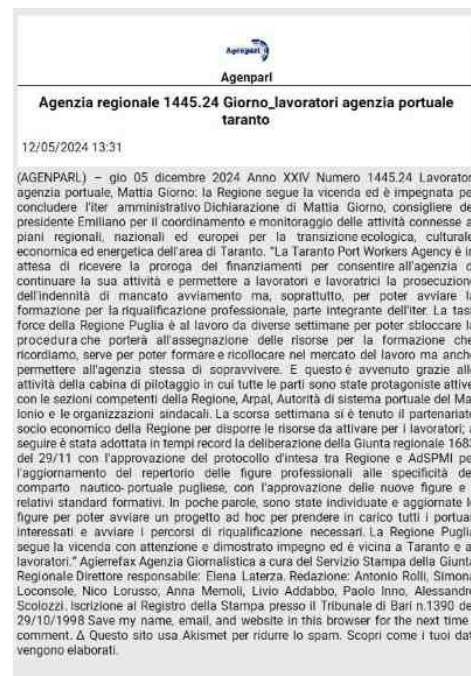 Agenparl
Agenparl
Agenzia regionale 1445.24 Giorno_lavoratori agenzia portuale
taranto
12/05/2024 13:31
(AGENPARL) – gio 05 dicembre 2024 Anno XXIV Numero 1445.24 Lavorator
agenzia portuale, Mattia Giorno: la Regione segue la vicenda ed è impegnata pe
concludere l'iter amministrativo Dichiarazione di Mattia Giorno, consigliere de
presidente Emiliano per il coordinamento e monitoraggio delle attività connesse a
piani regionali, nazionali ed europei per la transizione ecologica, culturale
economica ed energetica dell'area di Taranto. "La Taranto Port Workers Agency è in
attesa di ricevere la proroga dei finanziamenti per consentire all'agenzia d
continuare la sua attività e permettere a lavoratori e lavoratrici la prosecuzione
dell'indennità di mancato avviamento ma, soprattutto, per poter avviare la
formazione per la riqualificazione professionale, parte integrante dell'iter. La task
force della Regione Puglia è al lavoro da diverse settimane per poter sbloccare la
procedura che porterà all'assegnazione delle risorse per la formazione che
ricordiamo, serve per poter formare e ricollocare nel mercato del lavoro ma anche
permettere all'agenzia stessa di sopravvivere. E questo è avvenuto grazie alle
attività della cabina di pilotaggio in cui tutte le parti sono state protagoniste attive
con le sezioni competenti della Regione, Arpal, Autorità di sistema portuale del Ma
Ionio e le organizzazioni sindacali. La scorsa settimana si è tenuto il partenariato
socio economico della Regione per disporre le risorse da attivare per i lavoratori; a
seguire è stata adottata in tempi record la deliberazione della Giunta regionale 1683
del 29/11 con l'approvazione del protocollo d'intesa tra Regione e AdSPMI pe
l'aggiornamento del repertorio delle figure professionali alle specificità de
comparto nautico- portuale pugliese, con l'approvazione delle nuove figure e
relativi standard formativi. In poche parole, sono state individuate e aggiornate le
figure per poter avviare un progetto ad hoc per prendere in carico tutti i portua
interessati e avviare i percorsi di riqualificazione necessari. La Regione Puglia
segue la vicenda con attenzione e dimostrato impegno ed è vicina a Taranto e a
lavoratori." Agierrefax Agenzia Giornalistica a cura del Servizio Stampa della Giunta
Regionale Direttore responsabile: Elena Laterza. Redazione: Antonio Rolli, Simona
Loconsole, Nico Lorusso, Anna Memoli, Livio Addabbo, Paolo Inno, Alessandro
Scolozzi. Iscrizione al Registro della Stampa presso il Tribunale di Bari n.1390 de
29/10/1998 Save my name, email, and website in this browser for the next time
comment. Δ Questo sito usa Akismet per ridurre lo spam. Scopri come i tuoi dat
vengono elaborati.